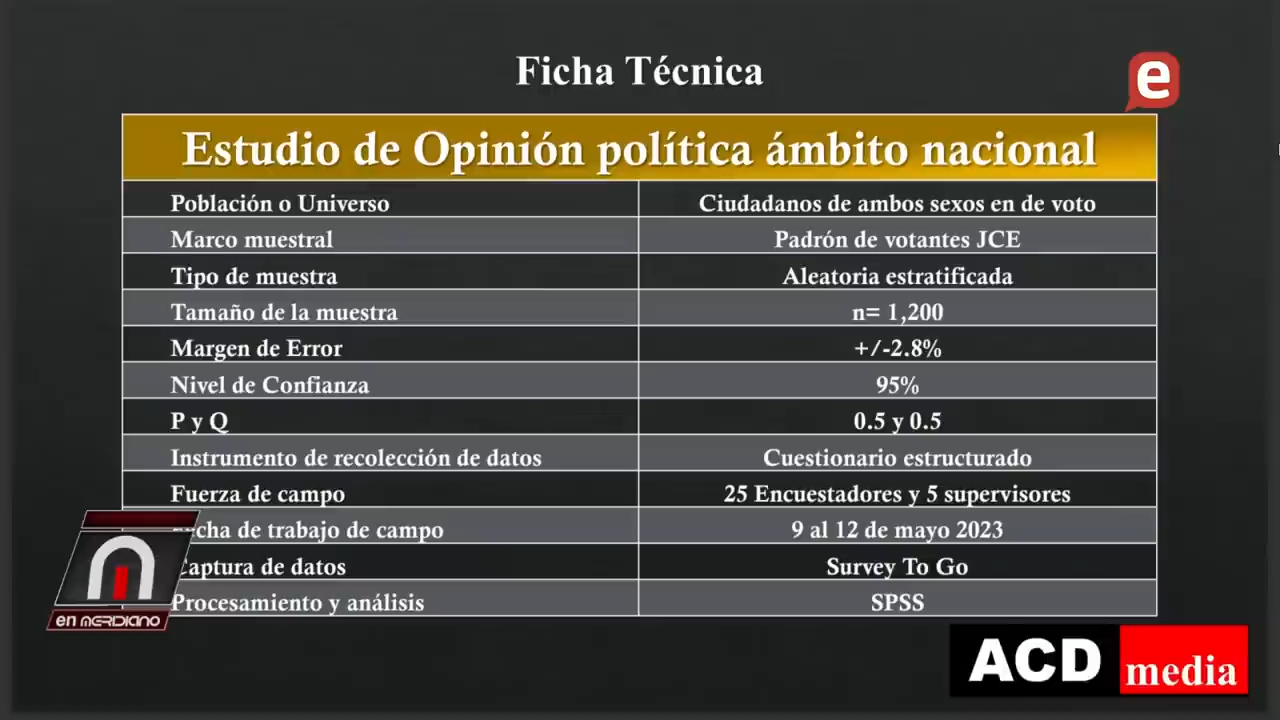 Ficha Técnica
e
Estudio de Opinión política ámbito nacional
Población o Universo Ciudadanos de ambos sexos en de voto
Marco muestral Padrón de votantes JCE
Tipo de muestra Aleatoria estratificada
Tamaño de la muestra n= 1,200
Margen de Error +/-2.8%
Nivel de Confianza 95%
P y Q 0.5 y 0.5
Instrumento de recolección de datos Cuestionario estructurado
Fuerza de campo 25 Encuestadores y 5 supervisores
Fecha de trabajo de campo 9 al 12 de mayo 2023
Captura de datos Survey To Go
Procesamiento y análisis SPSS
en MERDIANO
ACD media